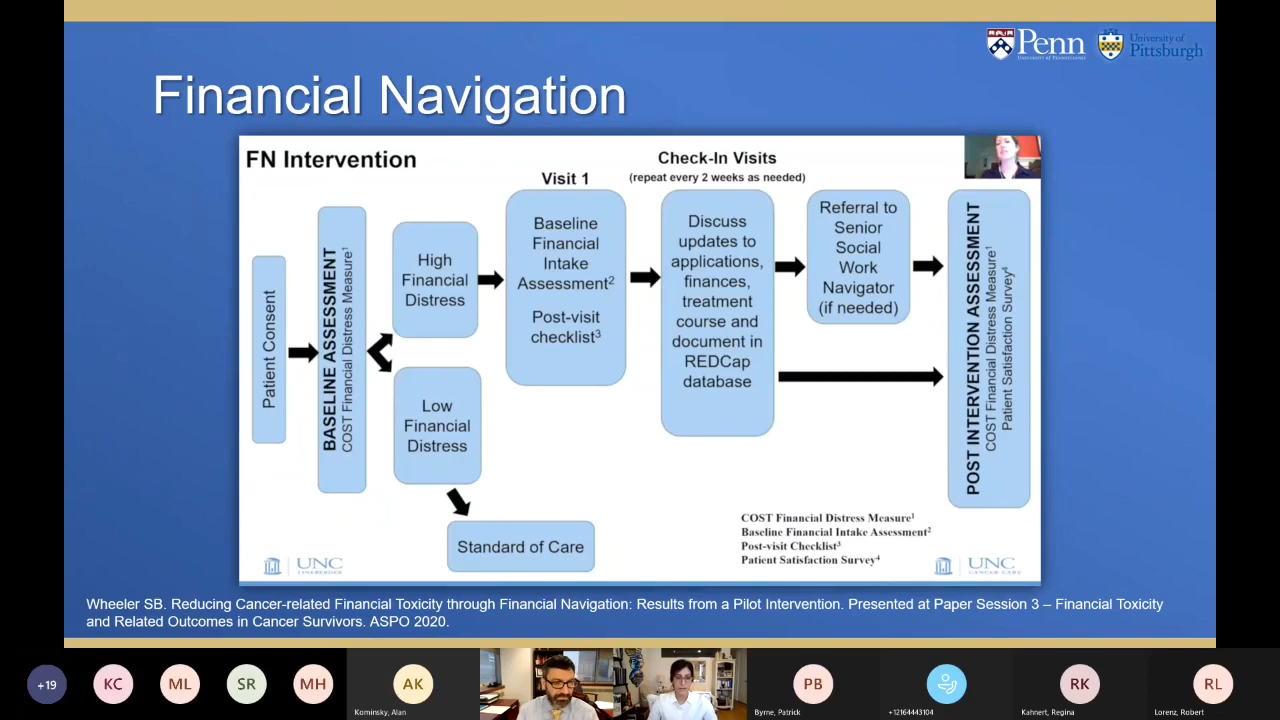 Penn
UNIVERSITY of PENNSYLVANIA
University of
Pittsburgh
Financial Navigation
FN Intervention
Check-In Visits
(repeat every 2 weeks as needed)
Visit 1
Patient Consent
BASELINE ASSESSMENT
COST Financial Distress Measure¹
High
Financial
Distress
Low
Financial
Distress
Standard of Care
Baseline
Financial
Intake
Assessment²
Post-visit
checklist³
Discuss
updates to
applications,
finances,
treatment
course and
document in
REDCap
database
Referral to
Senior
Social
Work
Navigator
(if needed)
POST INTERVENTION ASSESSMENT
COST Financial Distress Measure¹
Patient Satisfaction Survey⁴
COST Financial Distress Measure¹
Baseline Financial Intake Assessment²
Post-visit Checklist³
Patient Satisfaction Survey⁴
UNC
LINEBERGER
UNC
CANCER CARE
Wheeler SB. Reducing Cancer-related Financial Toxicity through Financial Navigation: Results from a Pilot Intervention. Presented at Paper Session 3 – Financial Toxicity
and Related Outcomes in Cancer Survivors. ASPO 2020.
+19
KC
ML
SR
MH
AK
Kominsky, Alan
PB
Byrne, Patrick
+12164443104
RK
Kahnert, Regina
RL
Lorenz, Robert